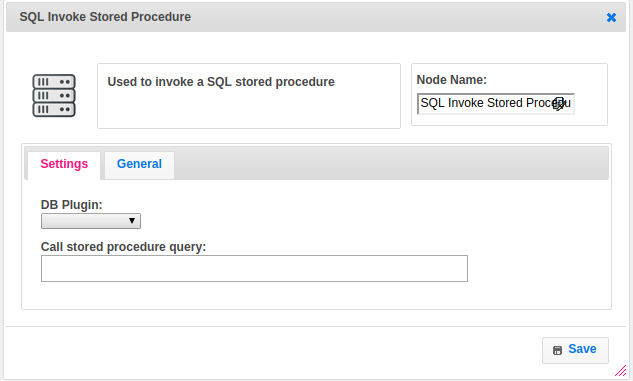 SQL Invoke Stored Procedure
Used to invoke a SQL stored procedure
Node Name:
SQL Invoke Stored Procedu
Settings
General
DB Plugin:
Call stored procedure query:
Save